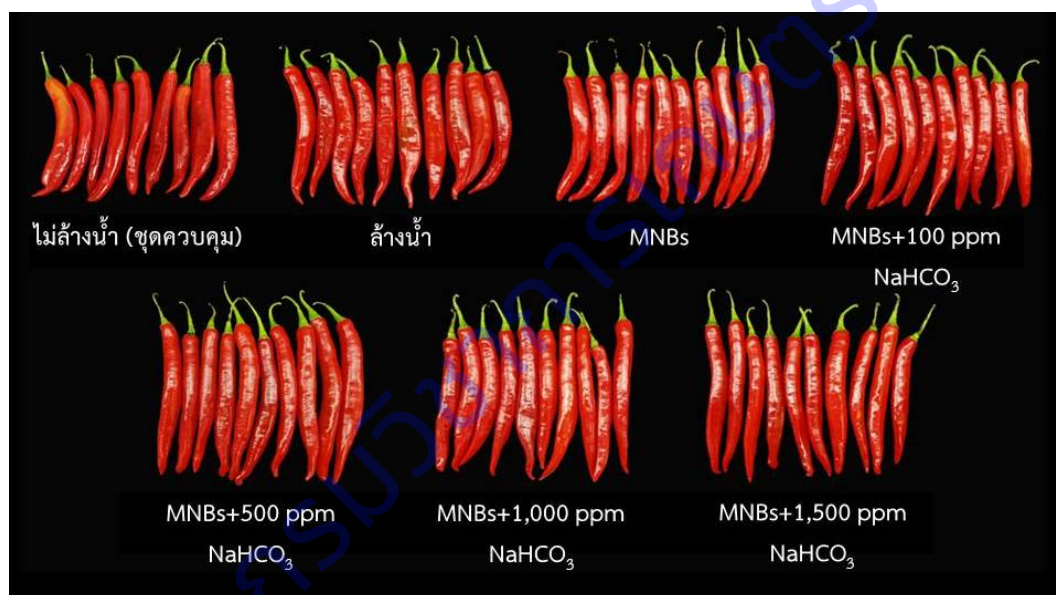 ไม่ล้างน้ำ (ชุดควบคุม)
ล้างน้ำ
MNBs
MNBs+100 ppm
NaHCO₃
MNBs+500 ppm
NaHCO₃
MNBs+1,000 ppm
NaHCO₃
MNBs+1,500 ppm
NaHCO₃